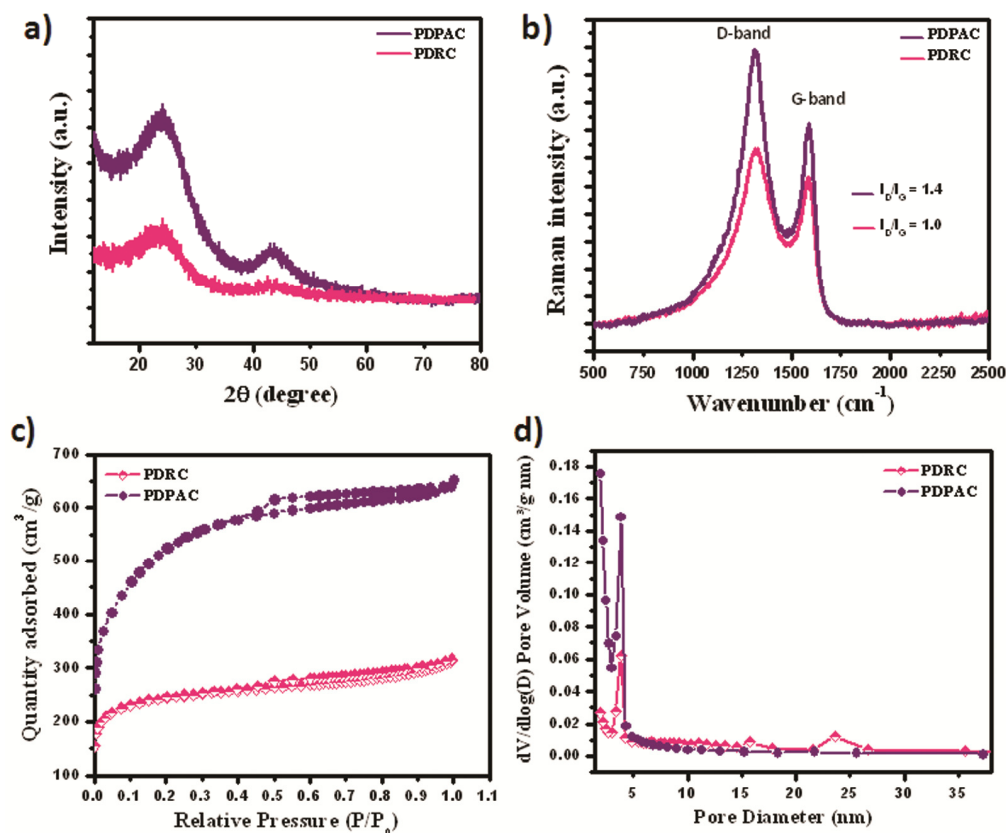 a)
PDPAC
PDRC
Intensity (a.u.)
20 30 40 50 60 70 80
2θ (degree)
b)
D-band
PDPAC
PDRC
G-band
I_D/I_G = 1.4
I_D/I_G = 1.0
Raman intensity (a.u.)
500 1000 1250 1500 1750 2000 2250 2500
Wavenumber (cm⁻¹)
c)
700
600
500
400
300
200
100
PDRC
PDPAC
Quantity adsorbed (cm³/g)
0.0 0.1 0.2 0.3 0.4 0.5 0.6 0.7 0.8 0.9 1.0 1.1
Relative Pressure (P/P₀)
d)
0.18
0.16
0.14
0.12
0.10
0.08
0.06
0.04
0.02
0.00
PDRC
PDPAC
dV/dlog(D) Pore Volume (cm³/g·nm)
5 10 15 20 25 30 35
Pore Diameter (nm)